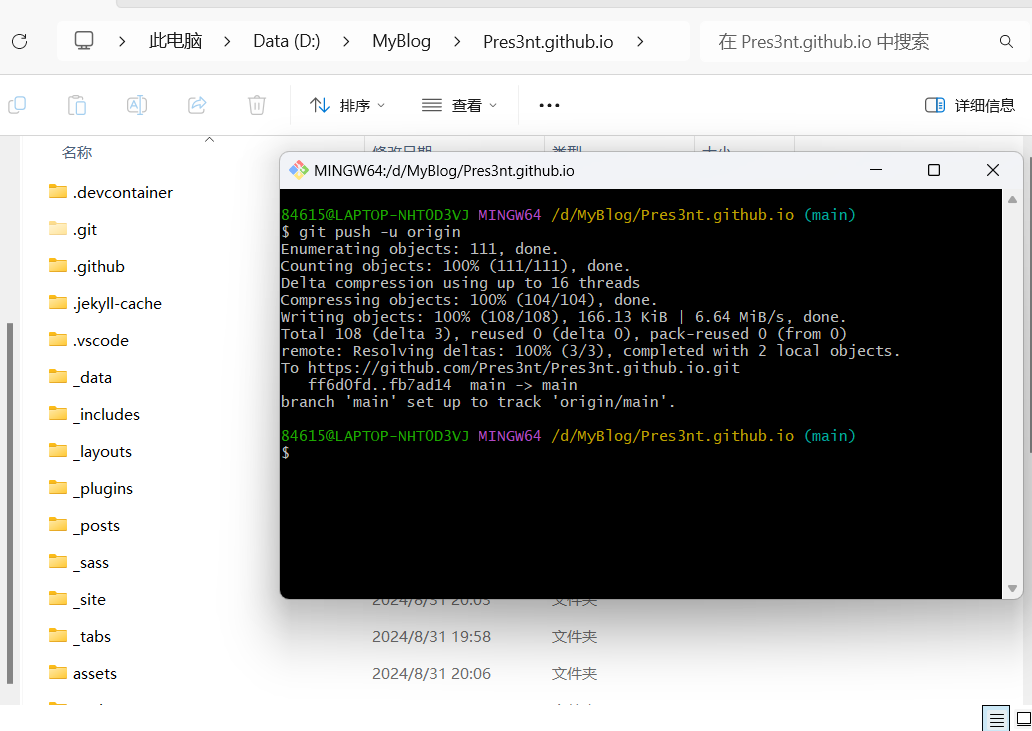 此电脑 > Data (D:) > MyBlog > Pres3nt.github.io >
在 Pres3nt.github.io 中搜索
排序
查看
详细信息
名称
修改日期
类型
大小
.devcontainer
.git
.github
.jekyll-cache
.vscode
_data
_includes
_layouts
_plugins
_posts
_sass
_site 2024/8/31 20:03 文件夹
_tabs 2024/8/31 19:58 文件夹
assets 2024/8/31 20:06 文件夹
MINGW64:/d/MyBlog/Pres3nt.github.io
84615@LAPTOP-NHT0D3VJ MINGW64 /d/MyBlog/Pres3nt.github.io (main)
$ git push -u origin
Enumerating objects: 111, done.
Counting objects: 100% (111/111), done.
Delta compression using up to 16 threads
Compressing objects: 100% (104/104), done.
Writing objects: 100% (108/108), 166.13 KiB | 6.64 MiB/s, done.
Total 108 (delta 3), reused 0 (delta 0), pack-reused 0 (from 0)
remote: Resolving deltas: 100% (3/3), completed with 2 local objects.
To https://github.com/Pres3nt/Pres3nt.github.io.git
   ff6d0fd..fb7ad14  main -> main
branch 'main' set up to track 'origin/main'.
84615@LAPTOP-NHT0D3VJ MINGW64 /d/MyBlog/Pres3nt.github.io (main)
$